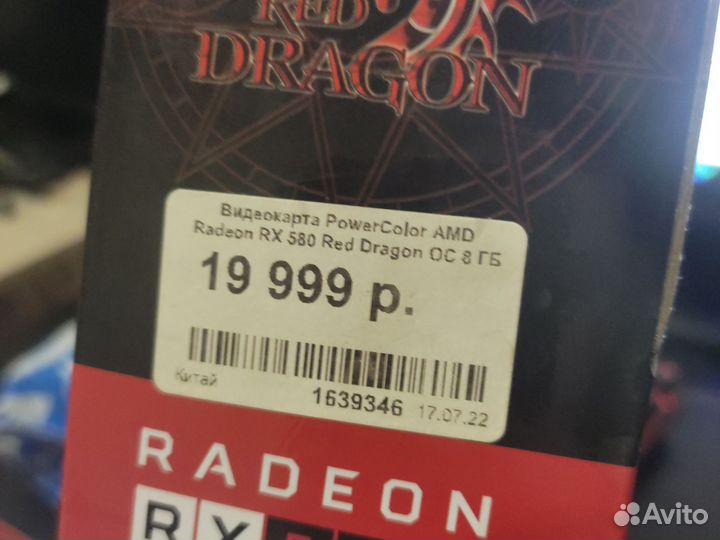 RED
DRAGON
Видеокарта PowerColor AMD
Radeon RX 580 Red Dragon OC 8 ГБ
19 999 р.
Китай
1639346 17.07.22
RADEON
RX
Avito